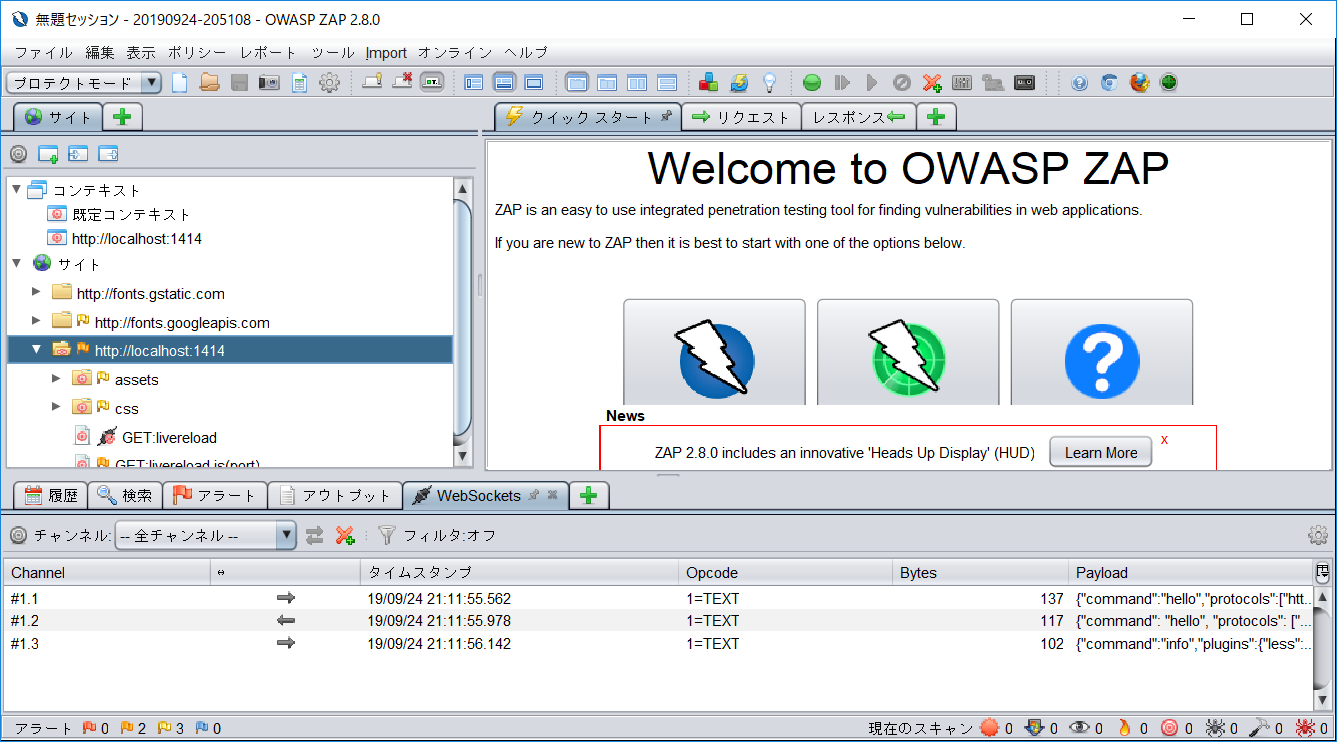 無題セッション - 20190924-205108 - OWASP ZAP 2.8.0
ファイル 編集 表示 ポリシー レポート ツール Import オンライン ヘルプ
プロテクトモード
サイト
クイック スタート リクエスト レスポンス
コンテキスト
既定コンテキスト
http://localhost:1414
サイト
http://fonts.gstatic.com
http://fonts.googleapis.com
http://localhost:1414
assets
css
GET:livereload
GET:livereload.js(port)
Welcome to OWASP ZAP
ZAP is an easy to use integrated penetration testing tool for finding vulnerabilities in web applications.
If you are new to ZAP then it is best to start with one of the options below.
News
ZAP 2.8.0 includes an innovative 'Heads Up Display' (HUD) Learn More X
履歴 検索 アラート アウトプット WebSockets
チャンネル: -- 全チャンネル -- フィルタ:オフ
Channel ↔ タイムスタンプ Opcode Bytes Payload
#1.1 19/09/24 21:11:55.562 1=TEXT 137 {"command":"hello","protocols":["htt...
#1.2 19/09/24 21:11:55.978 1=TEXT 117 {"command": "hello", "protocols": ["...
#1.3 19/09/24 21:11:56.142 1=TEXT 102 {"command":"info","plugins":{"less":...
アラート 0 2 3 0 現在のスキャン 0 0 0 0 0 0 0 0